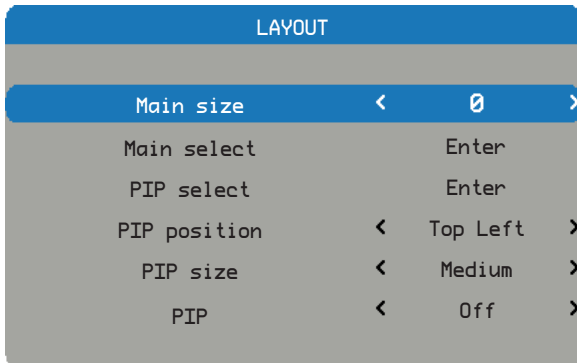 LAYOUT
Main size < 0 >
Main select Enter
PIP select Enter
PIP position < Top Left >
PIP size < Medium >
PIP < Off >